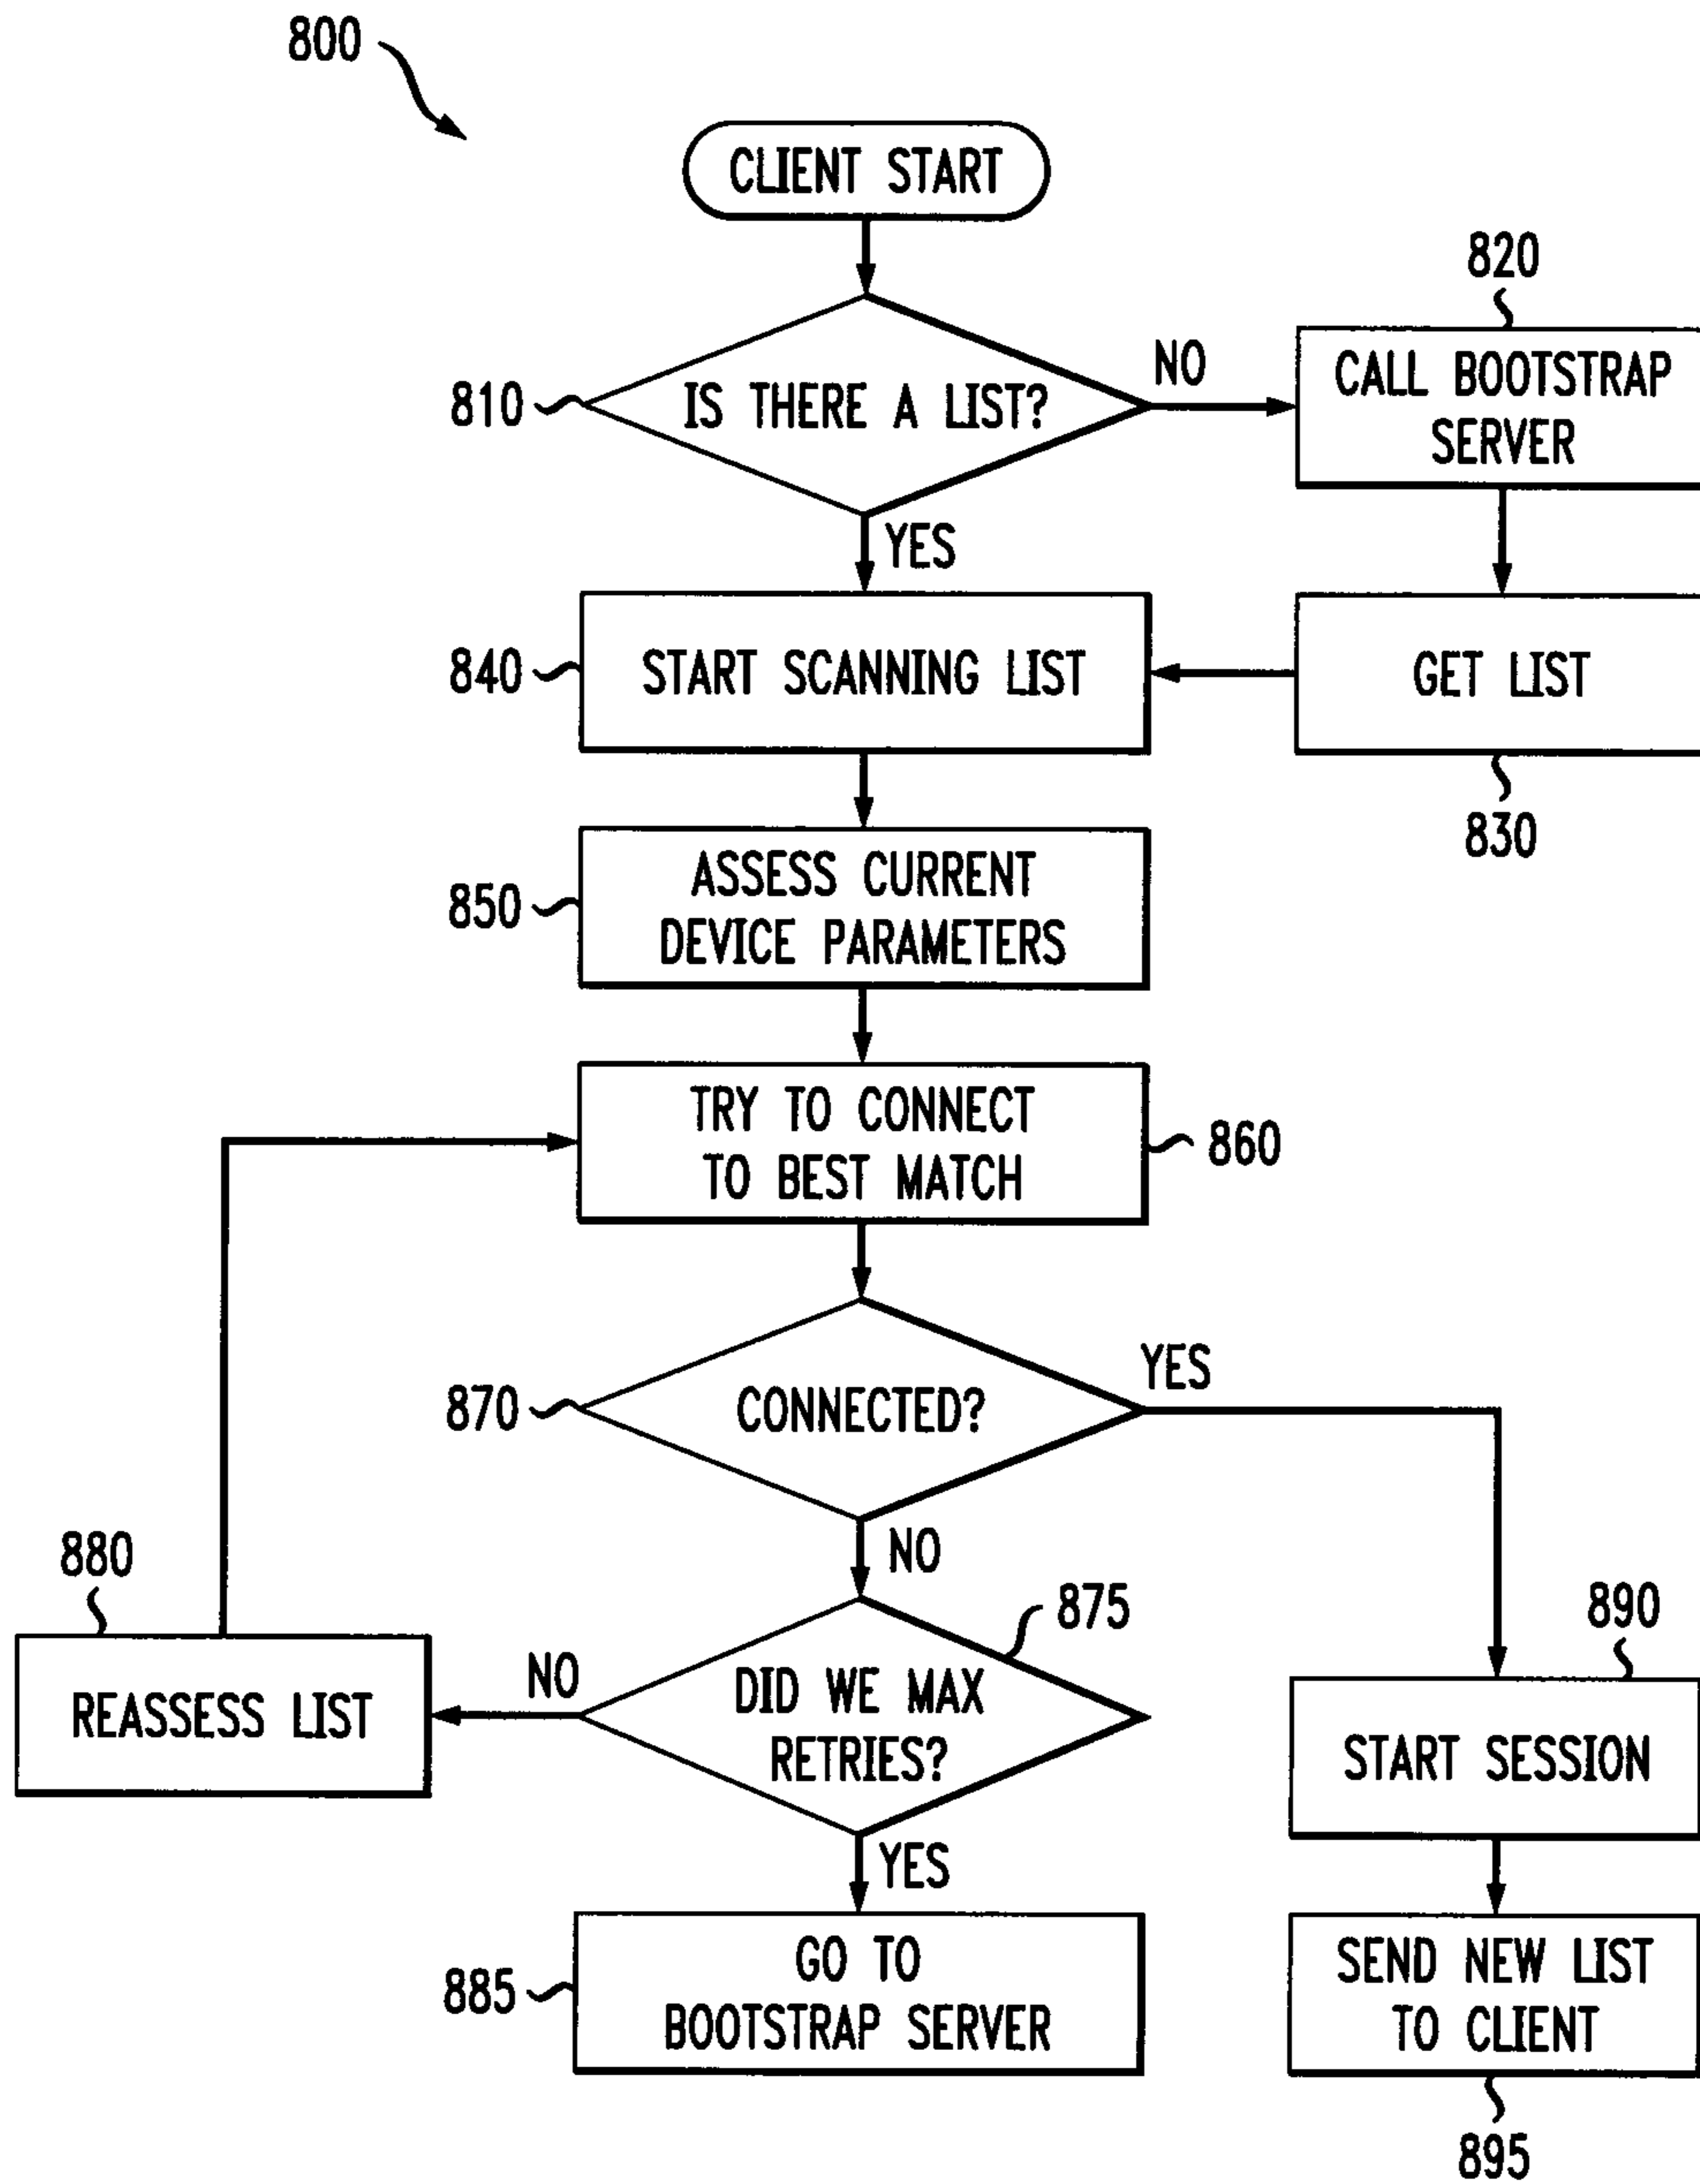 800
CLIENT START
820
810
IS THERE A LIST?
NO
CALL BOOTSTRAP
SERVER
YES
840
START SCANNING LIST
GET LIST
830
850
ASSESS CURRENT
DEVICE PARAMETERS
TRY TO CONNECT
TO BEST MATCH
860
870
CONNECTED?
YES
NO
880
875
890
REASSESS LIST
NO
DID WE MAX
RETRIES?
START SESSION
YES
885
GO TO
BOOTSTRAP SERVER
SEND NEW LIST
TO CLIENT
895